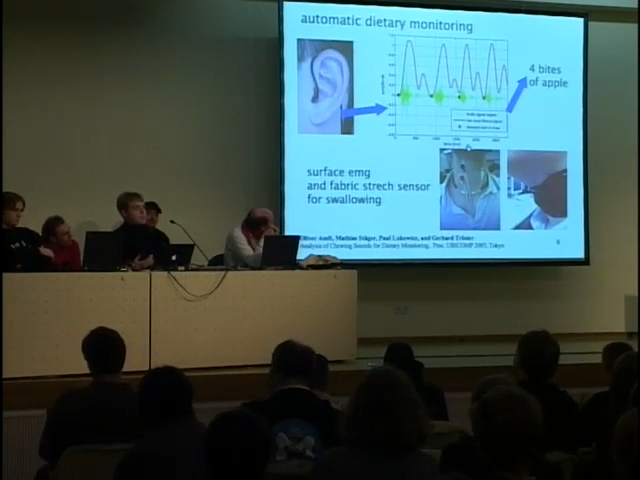 automatic dietary monitoring
4 bites
of apple
surface emg
and fabric strech sensor
for swallowing
Oliver Amft, Mathias Stäger, Paul Lukowicz, and Gerhard Tröster
Analysis of Chewing Sounds for Dietary Monitoring, Proc. UBICOMP 2005, Tokyo